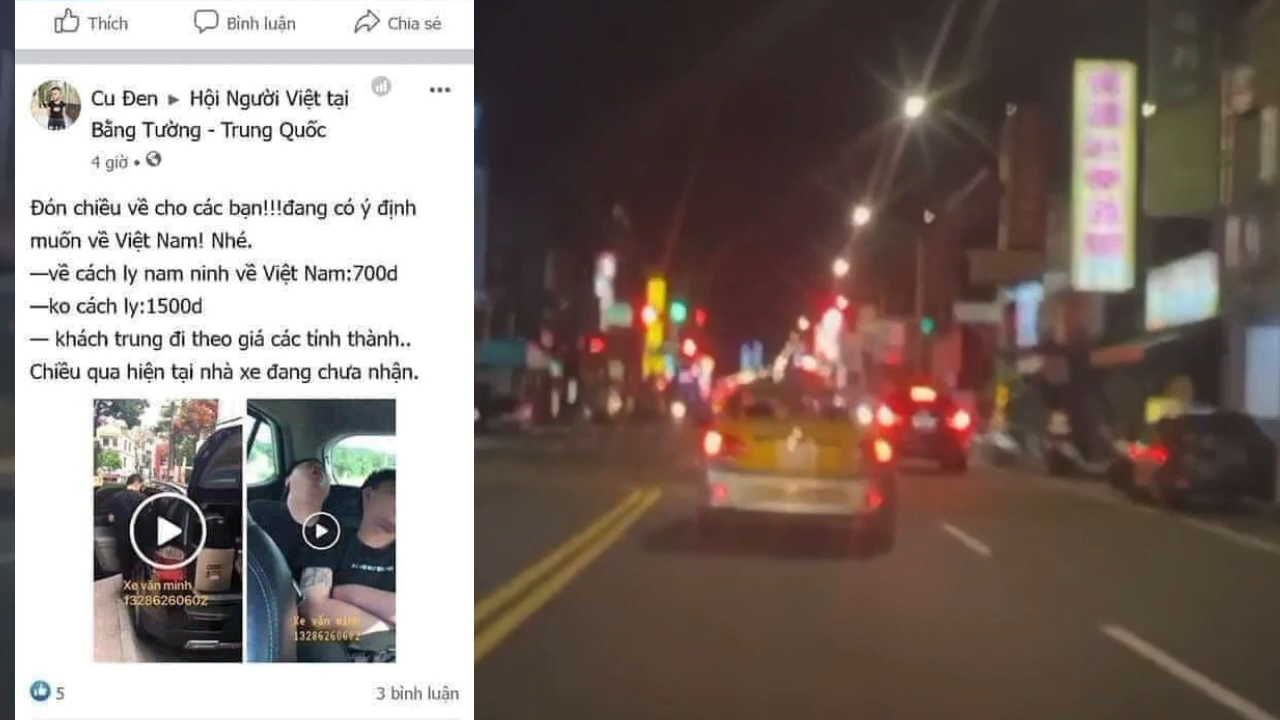 Thích
Bình luận
Chia sẻ
Cu Đen ▸ Hội Người Việt tại
Bằng Tường - Trung Quốc
4 giờ •
Đón chiều về cho các bạn!!!đang có ý định
muốn về Việt Nam! Nhé.
—về cách ly nam ninh về Việt Nam:700d
—ko cách ly:1500d
— khách trung đi theo giá các tỉnh thành..
Chiều qua hiện tại nhà xe đang chưa nhận.
Xe văn minh
13286260602
Xe văn minh
13286260602
5
3 bình luận